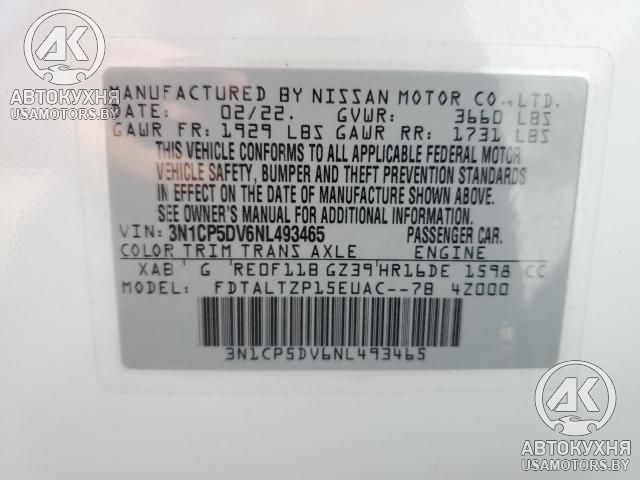 AK
АВТОКУХНЯ
USAMOTORS.BY
MANUFACTURED BY NISSAN MOTOR CO., LTD.
DATE: 02/22. GVWR: 3660 LBS
GAWR FR: 1929 LBS GAWR RR: 1731 LBS
THIS VEHICLE CONFORMS TO ALL APPLICABLE FEDERAL MOTOR
VEHICLE SAFETY, BUMPER AND THEFT PREVENTION STANDARDS
IN EFFECT ON THE DATE OF MANUFACTURE SHOWN ABOVE.
SEE OWNER'S MANUAL FOR ADDITIONAL INFORMATION.
VIN: 3N1CP5DV6NL493465 PASSENGER CAR.
COLOR TRIM TRANS AXLE ENGINE
XAB G RE0F11B GZ39 HR16DE 1598 CC
FDTALTZP15EUAC--7B 4Z000
3N1CP5DV6NL493465
AK
АВТОКУХНЯ
USAMOTORS.BY